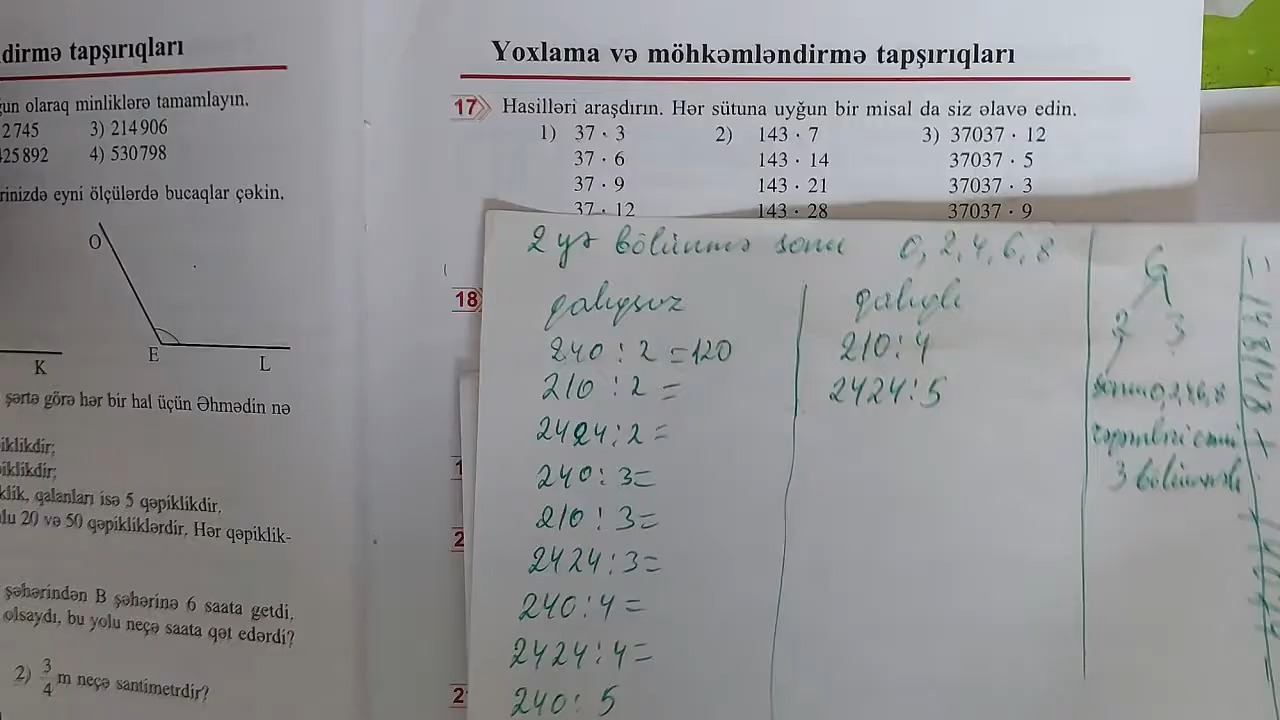 dirmə tapşırıqları
ğun olaraq minliklərə tamamlayın.
2745 3) 214906
425892 4) 530798
rinizdə eyni ölçülərdə bucaqlar çəkin.
O
E
L
K
şərtə görə hər bir hal üçün Əhmədin nə
iklikdir;
piklikdir;
klik, qalanları isə 5 qəpiklikdir,
lu 20 və 50 qəpikliklərdir. Hər qəpiklik-
şəhərindən B şəhərinə 6 saata getdi,
olsaydı, bu yolu neçə saata qət edərdi?
2) 3/4 m neçə santimetrdir?
Yoxlama və möhkəmləndirmə tapşırıqları
17 Hasilləri araşdırın. Hər sütuna uyğun bir misal da siz əlavə edin.
1) 37 · 3 2) 143 · 7 3) 37037 · 12
37 · 6 143 · 14 37037 · 5
37 · 9 143 · 21 37037 · 3
37 · 12 143 · 28 37037 · 9
18
2 yə bölünmə sonu 0, 2, 4, 6, 8
qalıqsız
240 : 2 = 120
210 : 2 =
2424 : 2 =
240 : 3 =
210 : 3 =
2424 : 3 =
240 : 4 =
2424 : 4 =
240 : 5
qalıqlı
210 : 4
2424 : 5
6
2 3
sonu 0,2,4,6,8
rəqəmləri cəmi
3 bölünməli